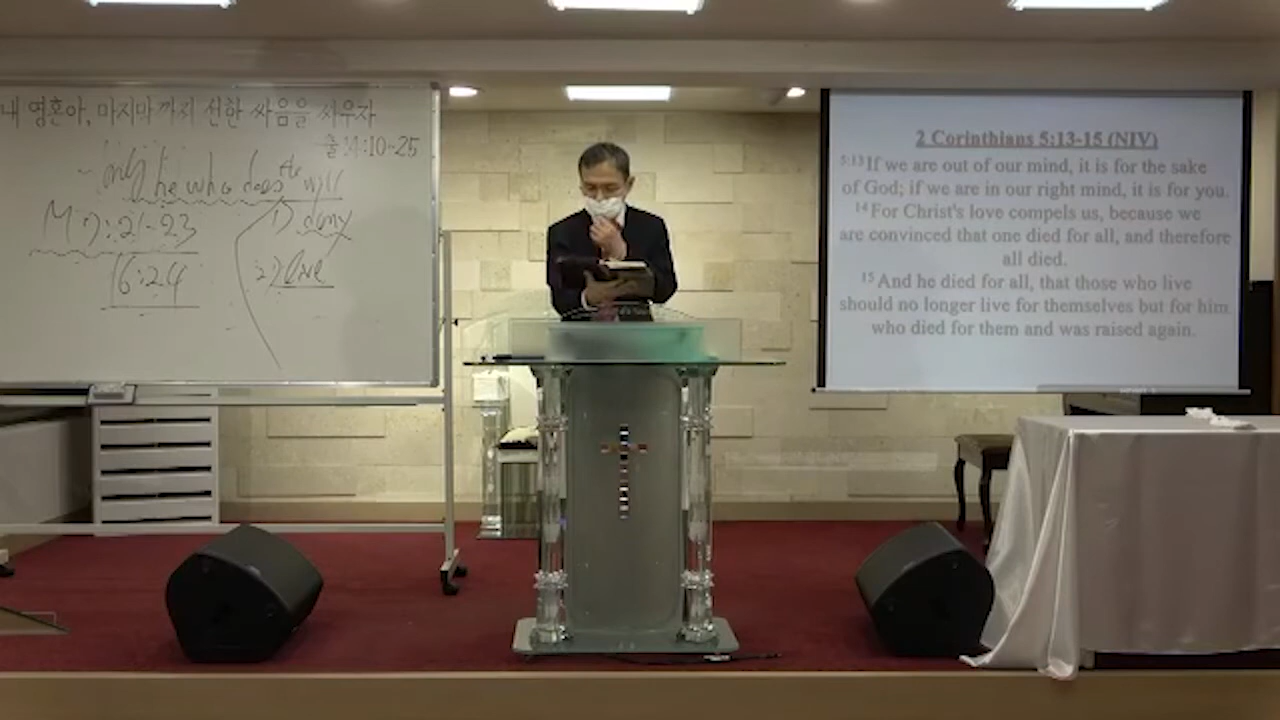 내 영혼아, 마지막까지 선한 싸움을 싸우자
출 14:10-25
only he who does the will
M 7:21-23
1) deny
16:24
2) love
2 Corinthians 5:13-15 (NIV)
5:13 If we are out of our mind, it is for the sake
of God; if we are in our right mind, it is for you.
14 For Christ's love compels us, because we
are convinced that one died for all, and therefore
all died.
15 And he died for all, that those who live
should no longer live for themselves but for him
who died for them and was raised again.